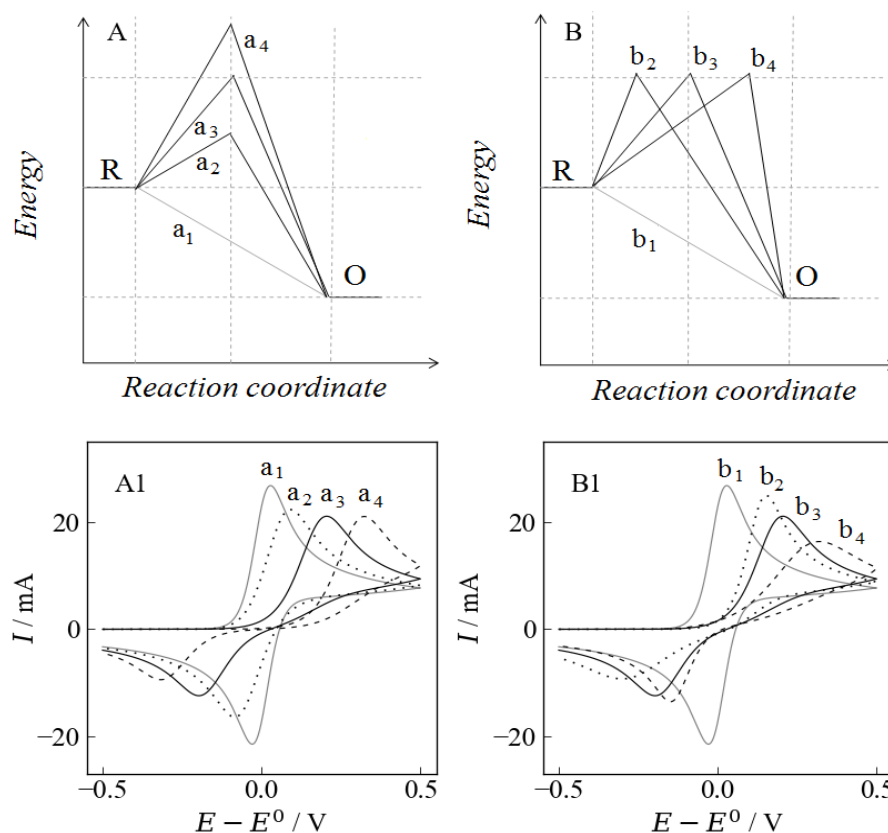 A
a₄
a₃
a₂
R
a₁
O
Energy
Reaction coordinate
B
b₂ b₃ b₄
R
b₁
O
Energy
Reaction coordinate
A1
a₁
a₂ a₃ a₄
20
0
−20
I / mA
−0.5 0.0 0.5
E − E⁰ / V
B1
b₁
b₂
b₃
b₄
20
0
−20
I / mA
−0.5 0.0 0.5
E − E⁰ / V